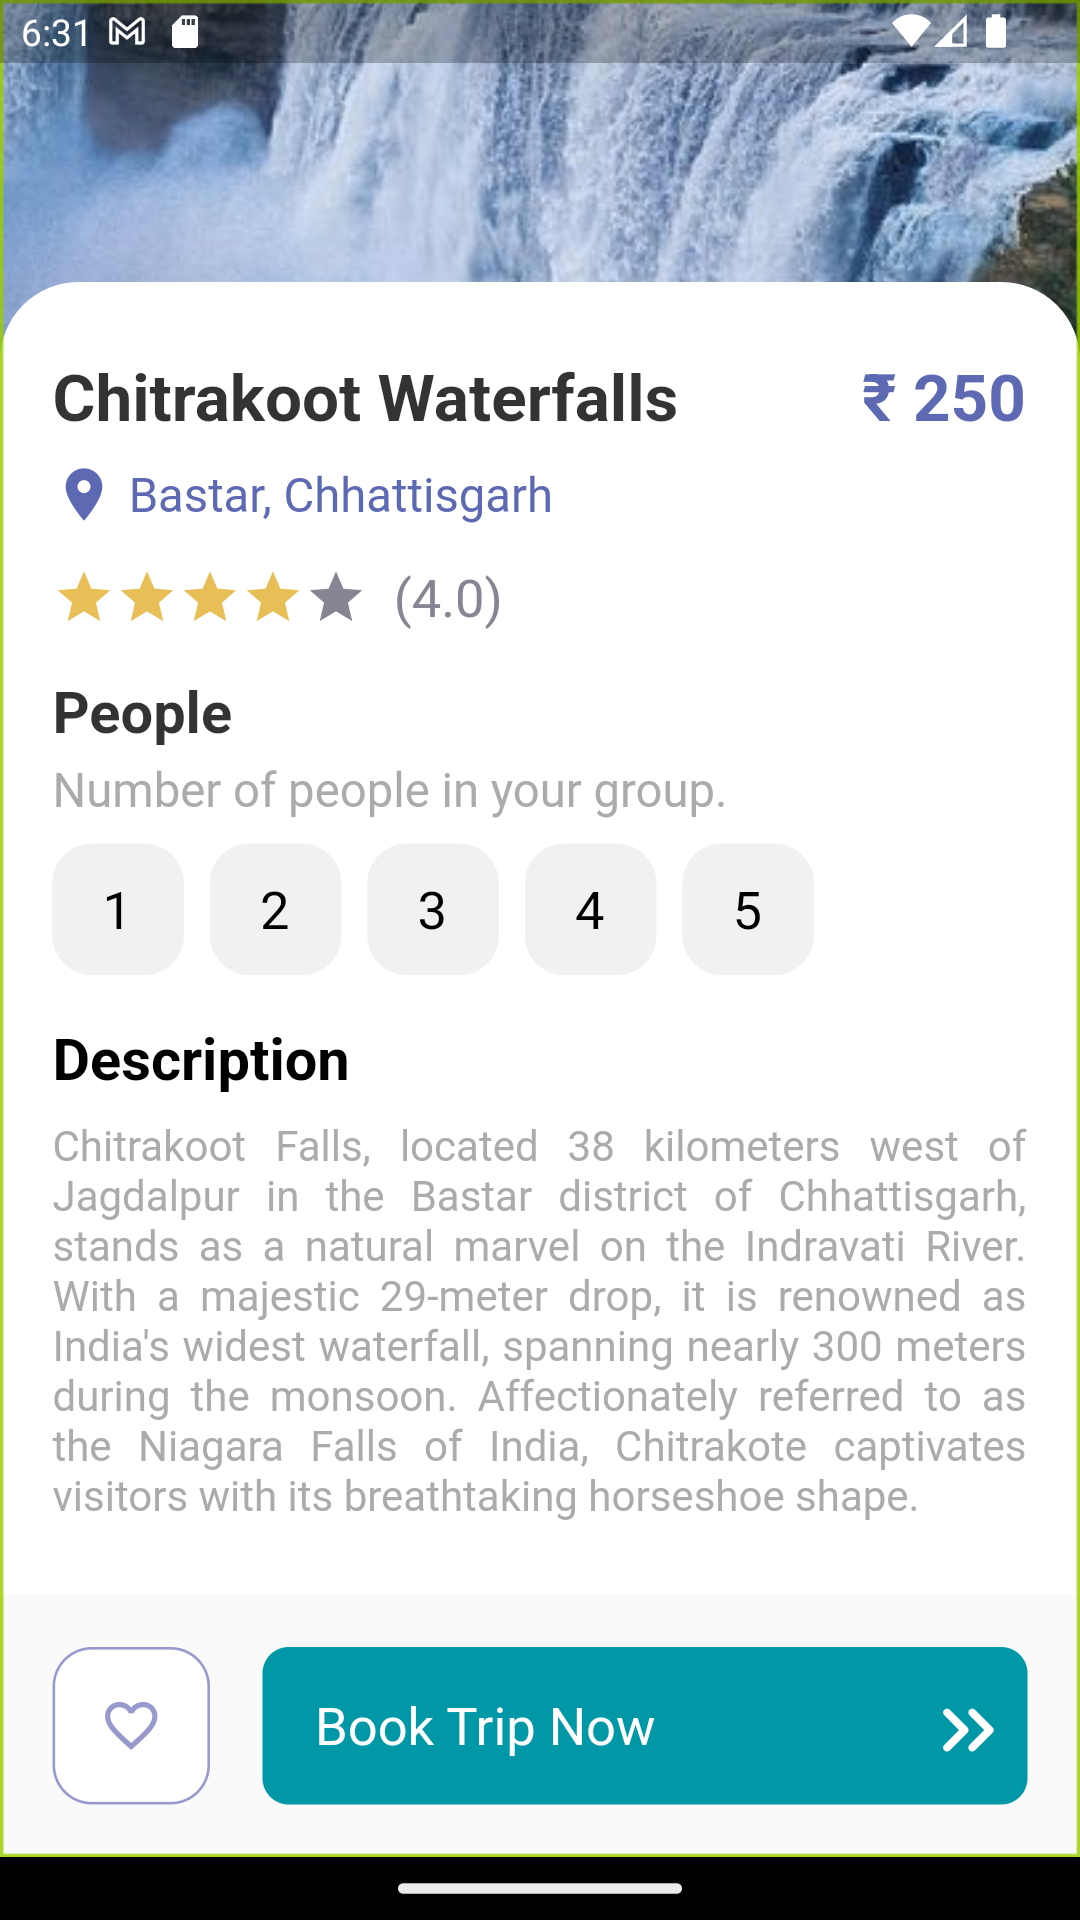 6:31
Chitrakoot Waterfalls
₹ 250
Bastar, Chhattisgarh
(4.0)
People
Number of people in your group.
1 2 3 4 5
Description
Chitrakoot Falls, located 38 kilometers west of
Jagdalpur in the Bastar district of Chhattisgarh,
stands as a natural marvel on the Indravati River.
With a majestic 29-meter drop, it is renowned as
India's widest waterfall, spanning nearly 300 meters
during the monsoon. Affectionately referred to as
the Niagara Falls of India, Chitrakote captivates
visitors with its breathtaking horseshoe shape.
Book Trip Now